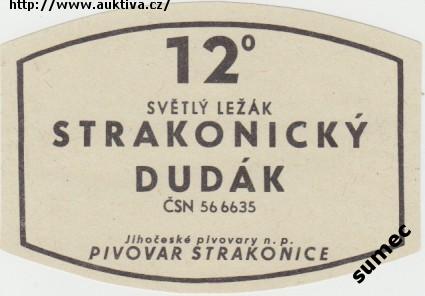 http://www.auktiva.cz/
12°
SVĚTLÝ LEŽÁK
STRAKONICKÝ
DUDÁK
ČSN 56 6635
Jihočeské pivovary n. p.
PIVOVAR STRAKONICE
sumec